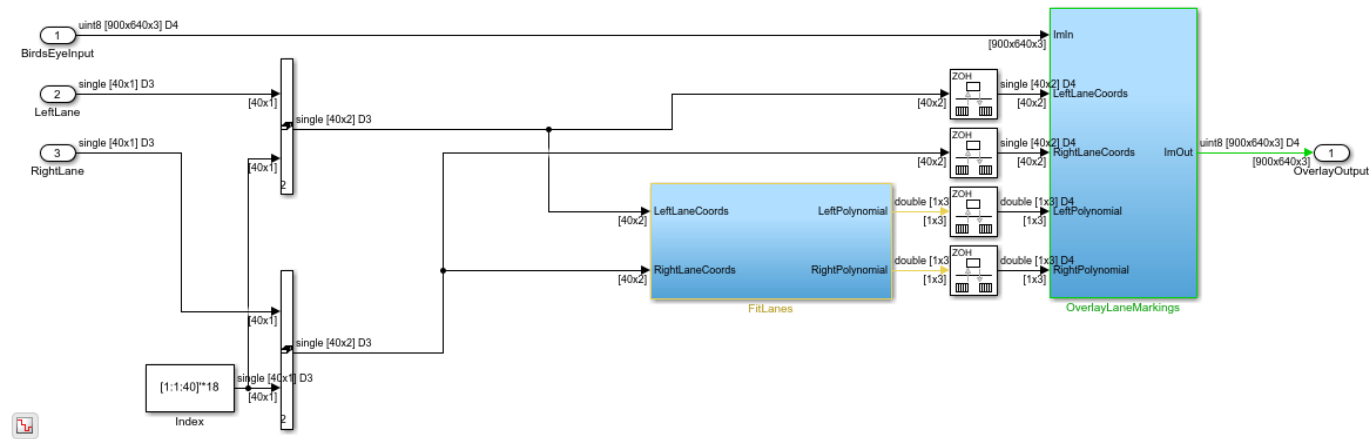 uint8 [900x640x3] D4
1
BirdsEyeInput
[900x640x3]
ImIn
single [40x1] D3
2
LeftLane
[40x1]
ZOH
single [40x2] D4
[40x2]
[40x2]
LeftLaneCoords
single [40x2] D3
single [40x1] D3
3
RightLane
[40x1]
2
ZOH
single [40x2] D4
[40x2]
[40x2]
RightLaneCoords
ImOut
uint8 [900x640x3] D4
[900x640x3]
1
OverlayOutput
LeftLaneCoords
[40x2]
LeftPolynomial
double [1x3]
[1x3]
ZOH
double [1x3] D4
[1x3]
LeftPolynomial
RightLaneCoords
[40x2]
RightPolynomial
double [1x3]
[1x3]
ZOH
double [1x3] D4
[1x3]
RightPolynomial
FitLanes
OverlayLaneMarkings
[40x1]
single [40x2] D3
[1:1:40]'*18
Index
single [40x1] D3
[40x1]
2